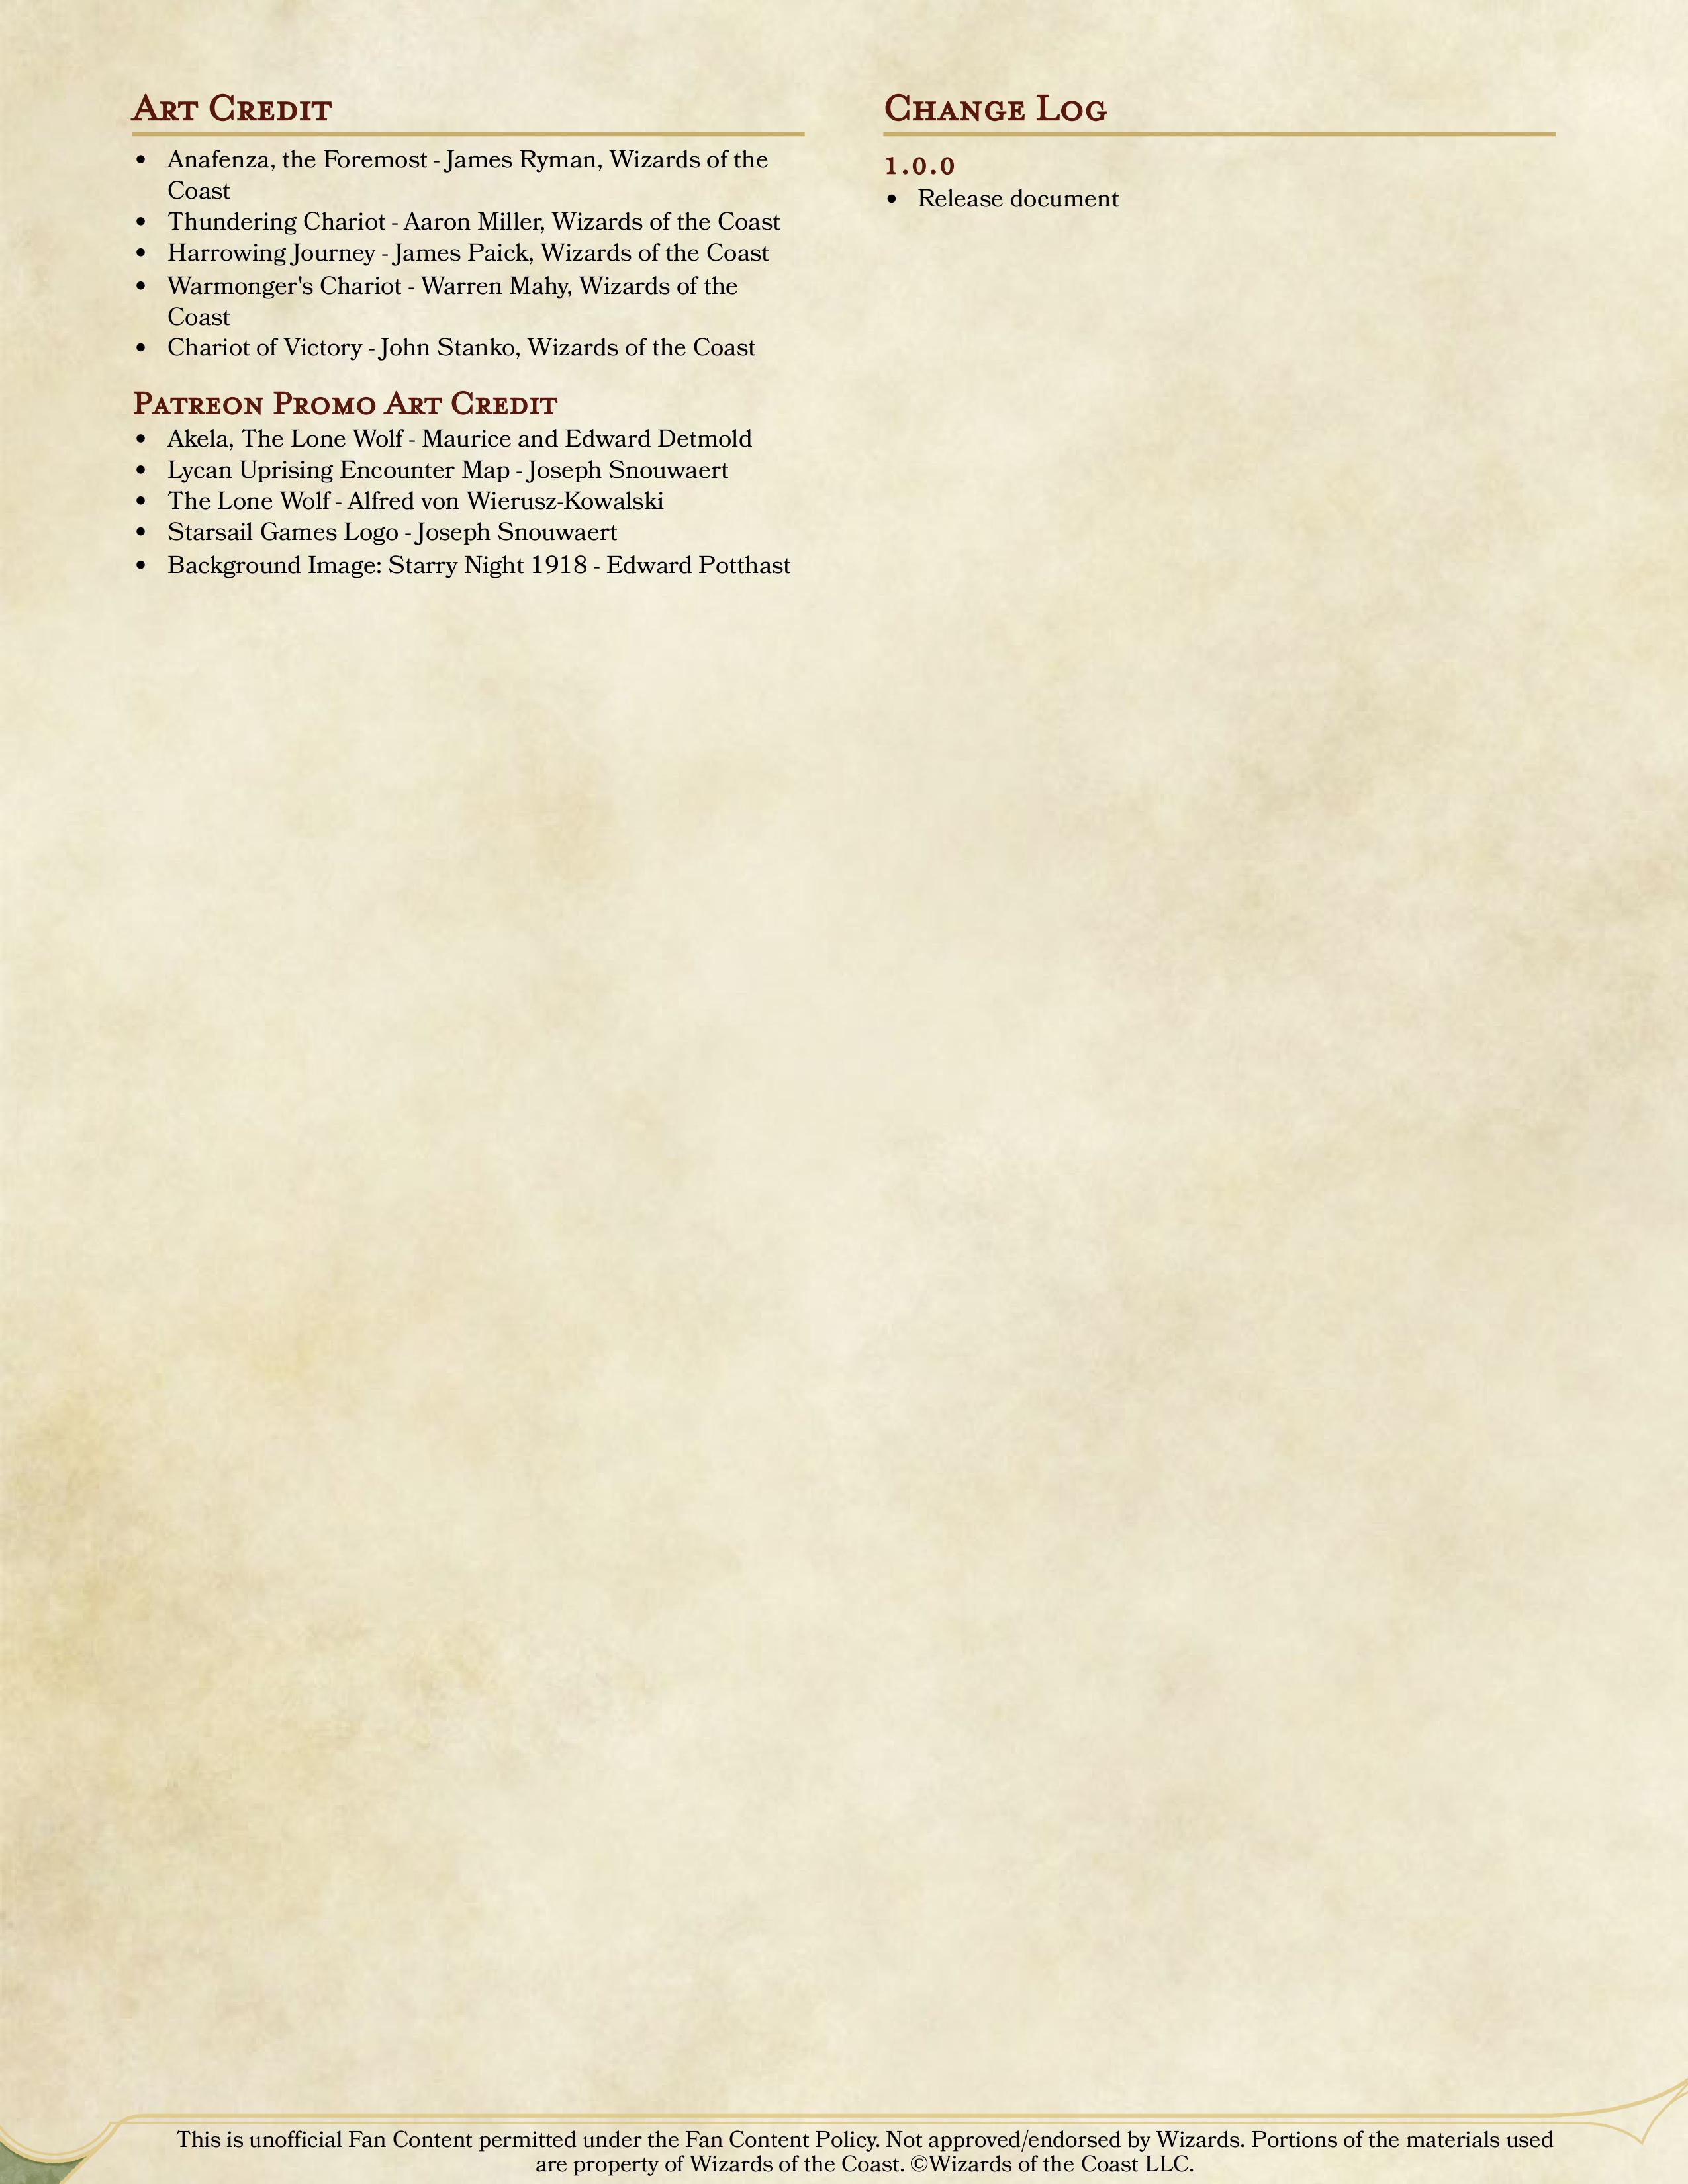 Art Credit
• Anafenza, the Foremost - James Ryman, Wizards of the
Coast
• Thundering Chariot - Aaron Miller, Wizards of the Coast
• Harrowing Journey - James Paick, Wizards of the Coast
• Warmonger's Chariot - Warren Mahy, Wizards of the
Coast
• Chariot of Victory - John Stanko, Wizards of the Coast
Patreon Promo Art Credit
• Akela, The Lone Wolf - Maurice and Edward Detmold
• Lycan Uprising Encounter Map - Joseph Snouwaert
• The Lone Wolf - Alfred von Wierusz-Kowalski
• Starsail Games Logo - Joseph Snouwaert
• Background Image: Starry Night 1918 - Edward Potthast
Change Log
1.0.0
• Release document
This is unofficial Fan Content permitted under the Fan Content Policy. Not approved/endorsed by Wizards. Portions of the materials used
are property of Wizards of the Coast. ©Wizards of the Coast LLC.